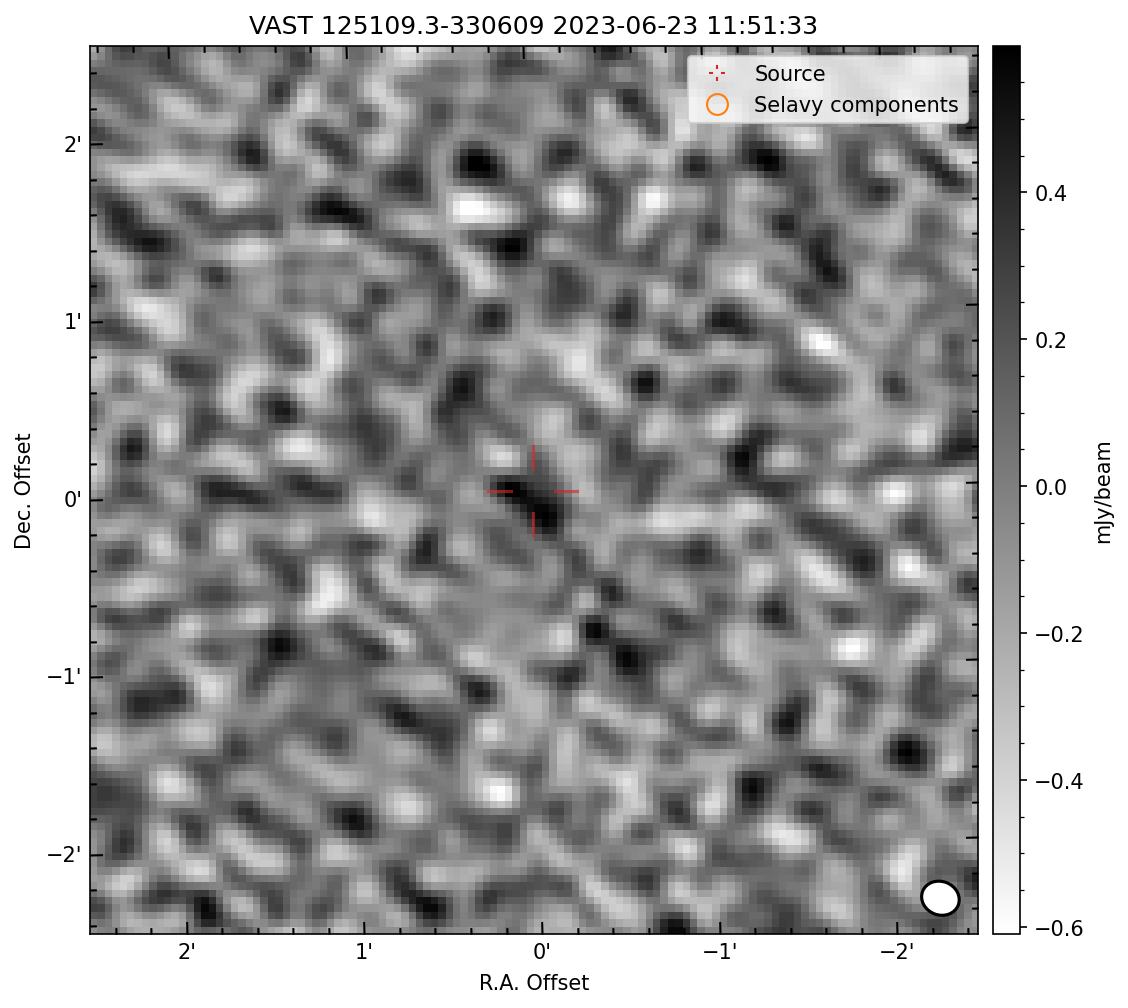 VAST 125109.3-330609 2023-06-23 11:51:33
Source
Selavy components
2'
1'
0'
−1'
−2'
Dec. Offset
2'
1'
0'
−1'
−2'
R.A. Offset
0.4
0.2
0.0
−0.2
−0.4
−0.6
mJy/beam